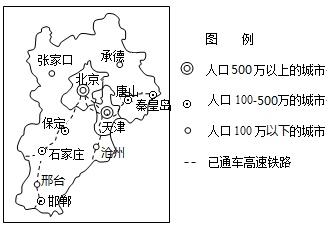 承德
张家口
北京
唐山
秦皇岛
天津
保定
石家庄
沧州
邢台
邯郸
图 例
人口500万以上的城市
人口100-500万的城市
人口100万以下的城市
已通车高速铁路